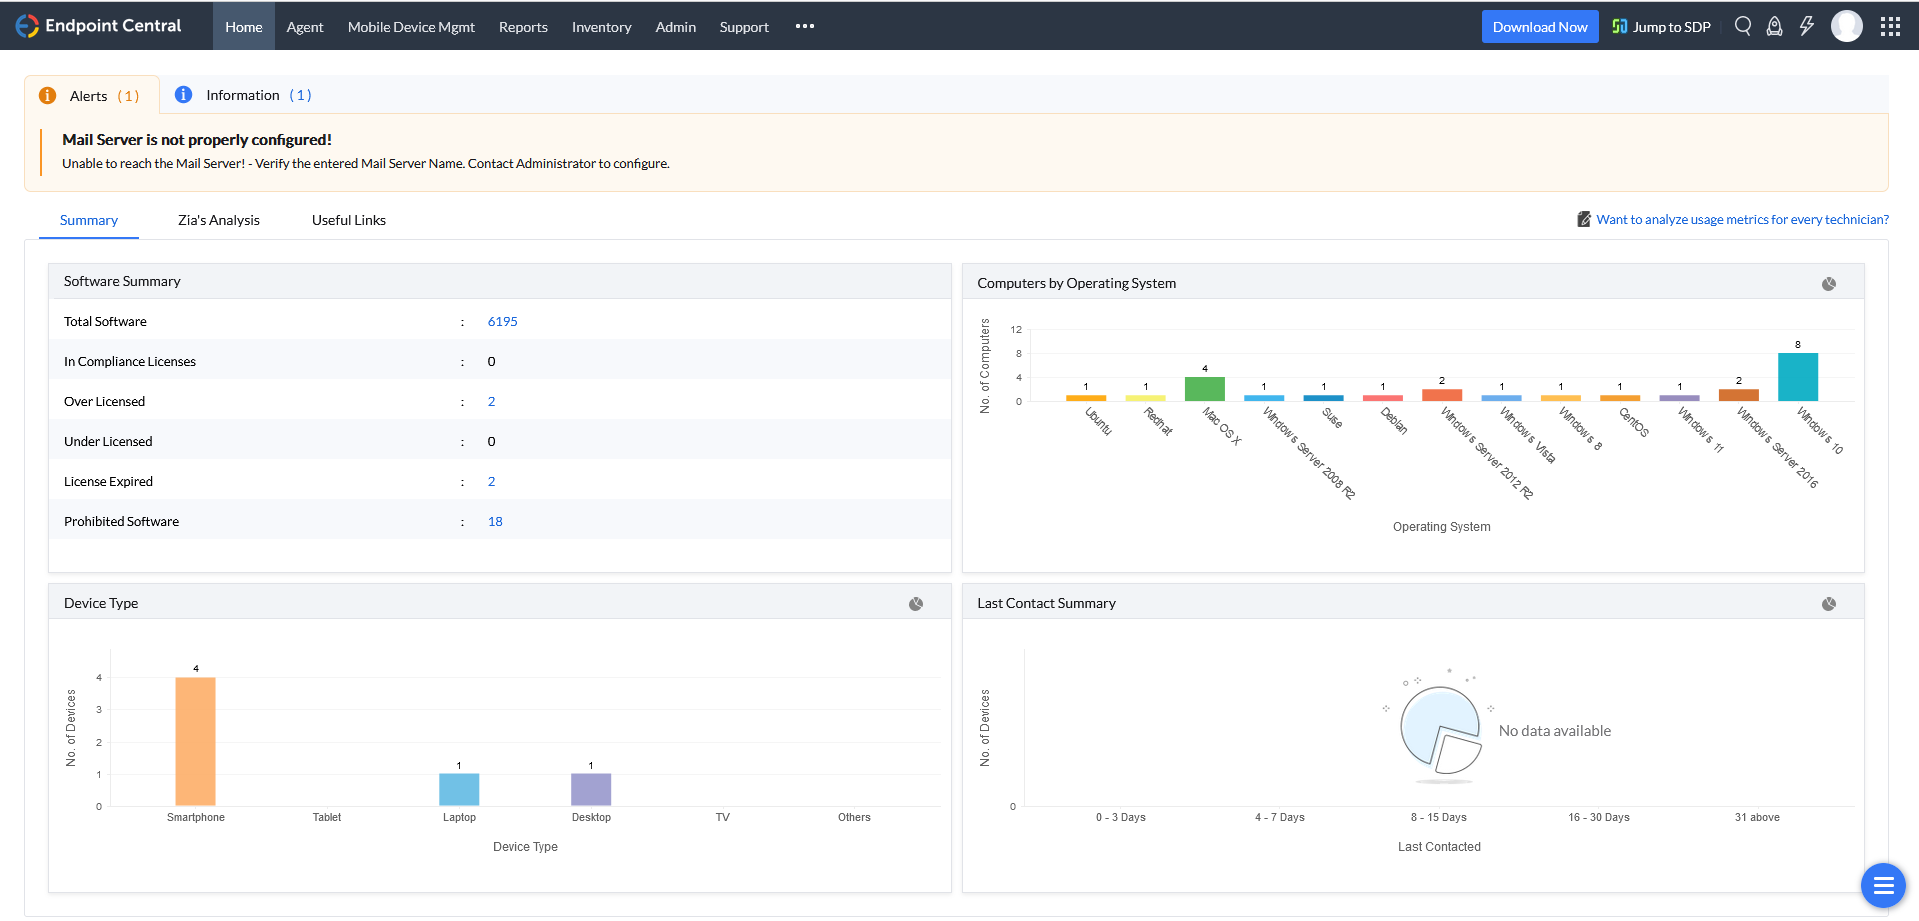 Endpoint Central
Home Agent Mobile Device Mgmt Reports Inventory Admin Support •••
Download Now Jump to SDP
Alerts (1) Information (1)
Mail Server is not properly configured!
Unable to reach the Mail Server! - Verify the entered Mail Server Name. Contact Administrator to configure.
Summary Zia's Analysis Useful Links
Want to analyze usage metrics for every technician?
Software Summary
Total Software : 6195
In Compliance Licenses : 0
Over Licensed : 2
Under Licensed : 0
License Expired : 2
Prohibited Software : 18
Computers by Operating System
No. of Computers
12
8
4
0
1 1 4 1 1 1 2 1 1 1 1 2 8
Ubuntu
Redhat
Mac OS X
Windows Server 2008 R2
Suse
Debian
Windows Server 2012 R2
Windows Vista
Windows 8
CentOS
Windows 11
Windows Server 2016
Windows 10
Operating System
Device Type
No. of Devices
4
3
2
1
0
4 1 1
Smartphone Tablet Laptop Desktop TV Others
Device Type
Last Contact Summary
No. of Devices
No data available
0
0 - 3 Days 4 - 7 Days 8 - 15 Days 16 - 30 Days 31 above
Last Contacted